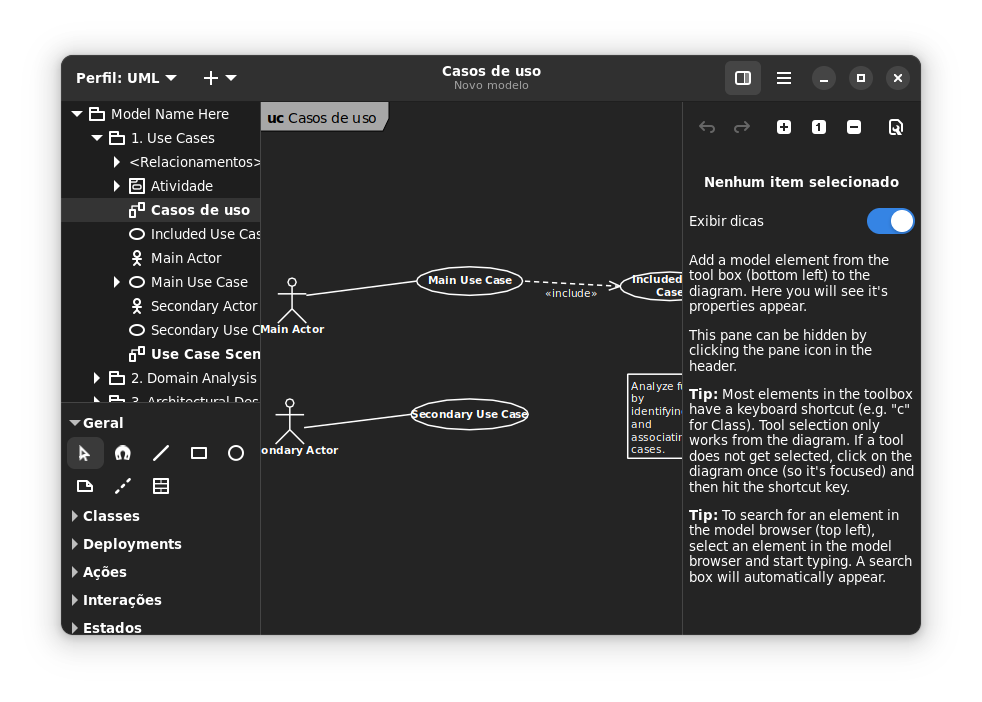 Perfil: UML
Casos de uso
Novo modelo
Model Name Here
1. Use Cases
<Relacionamentos>
Atividade
Casos de uso
Included Use Cas
Main Actor
Main Use Case
Secondary Actor
Secondary Use C
Use Case Scen
2. Domain Analysis
3. Architectural Des
Geral
Classes
Deployments
Ações
Interações
Estados
uc Casos de uso
Main Use Case
«include»
Included
Case
Main Actor
Secondary Use Case
ondary Actor
Analyze fu
by
identifyin
and
associatin
cases.
1
Nenhum item selecionado
Exibir dicas
Add a model element from the
tool box (bottom left) to the
diagram. Here you will see it's
properties appear.
This pane can be hidden by
clicking the pane icon in the
header.
Tip: Most elements in the toolbox
have a keyboard shortcut (e.g. "c"
for Class). Tool selection only
works from the diagram. If a tool
does not get selected, click on the
diagram once (so it's focused) and
then hit the shortcut key.
Tip: To search for an element in
the model browser (top left),
select an element in the model
browser and start typing. A search
box will automatically appear.